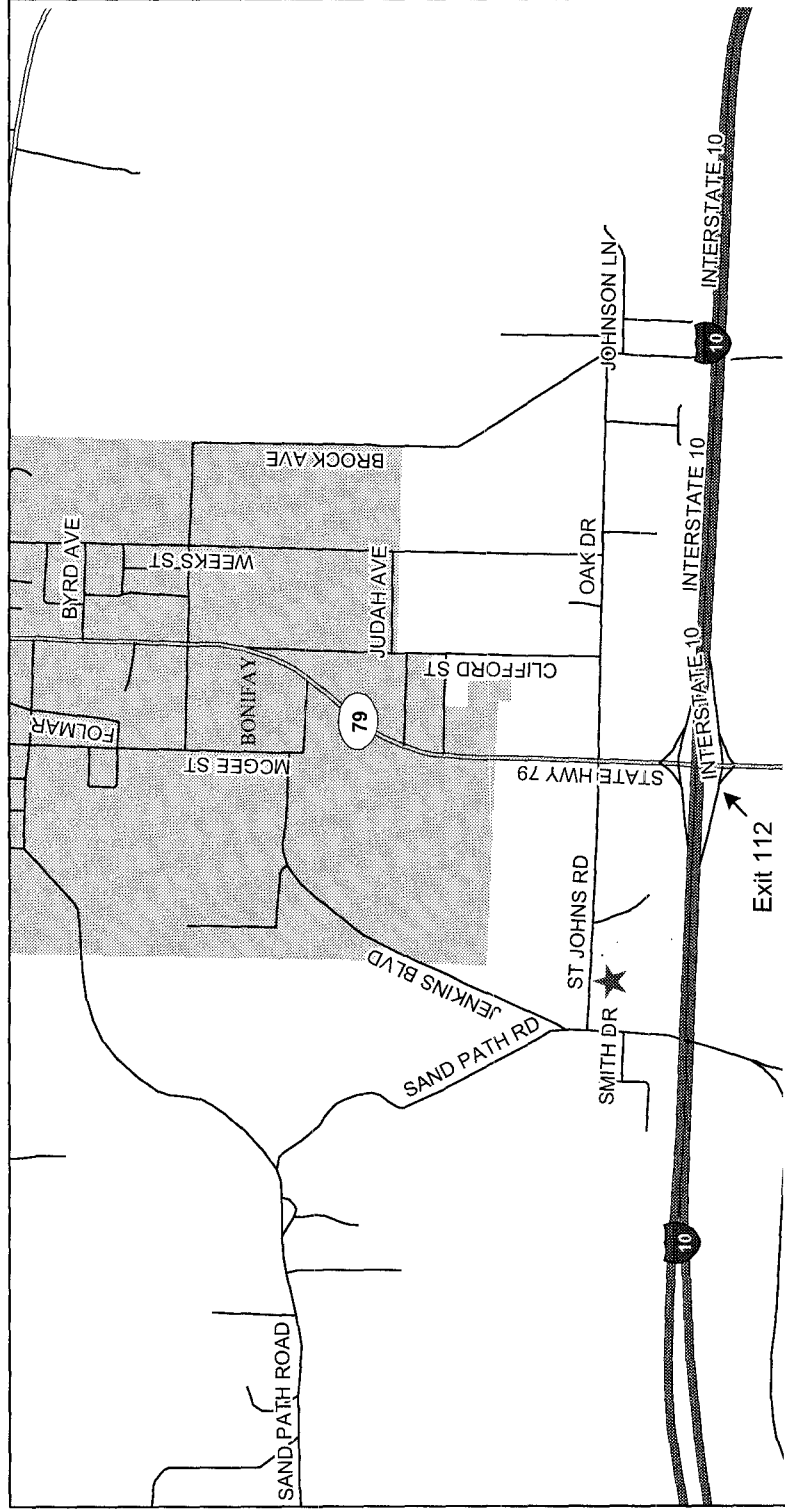 BYRD AVE
FOLMAR
WEEKS ST
BONIFAY
MCGEE ST
BROCK AVE
JUDAH AVE
79
CLIFFORD ST
JENKINS BLVD
STATE HWY 79
OAK DR
JOHNSON LN
ST JOHNS RD
SAND PATH RD
SMITH DR
SAND PATH ROAD
INTERSTATE 10
INTERSTATE 10
INTERSTATE 10
10
10
Exit 112